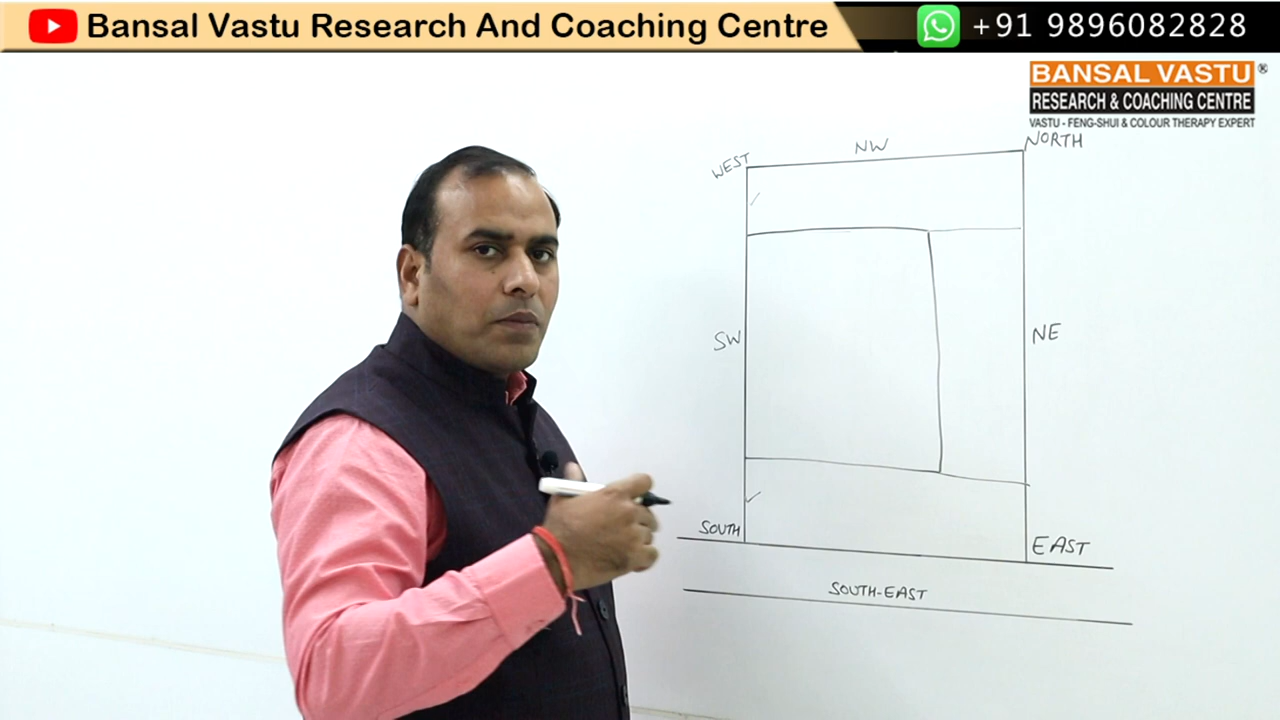 Bansal Vastu Research And Coaching Centre
+91 9896082828
BANSAL VASTU®
RESEARCH & COACHING CENTRE
VASTU - FENG-SHUI & COLOUR THERAPY EXPERT
WEST
NW
NORTH
SW
NE
SOUTH
EAST
SOUTH-EAST